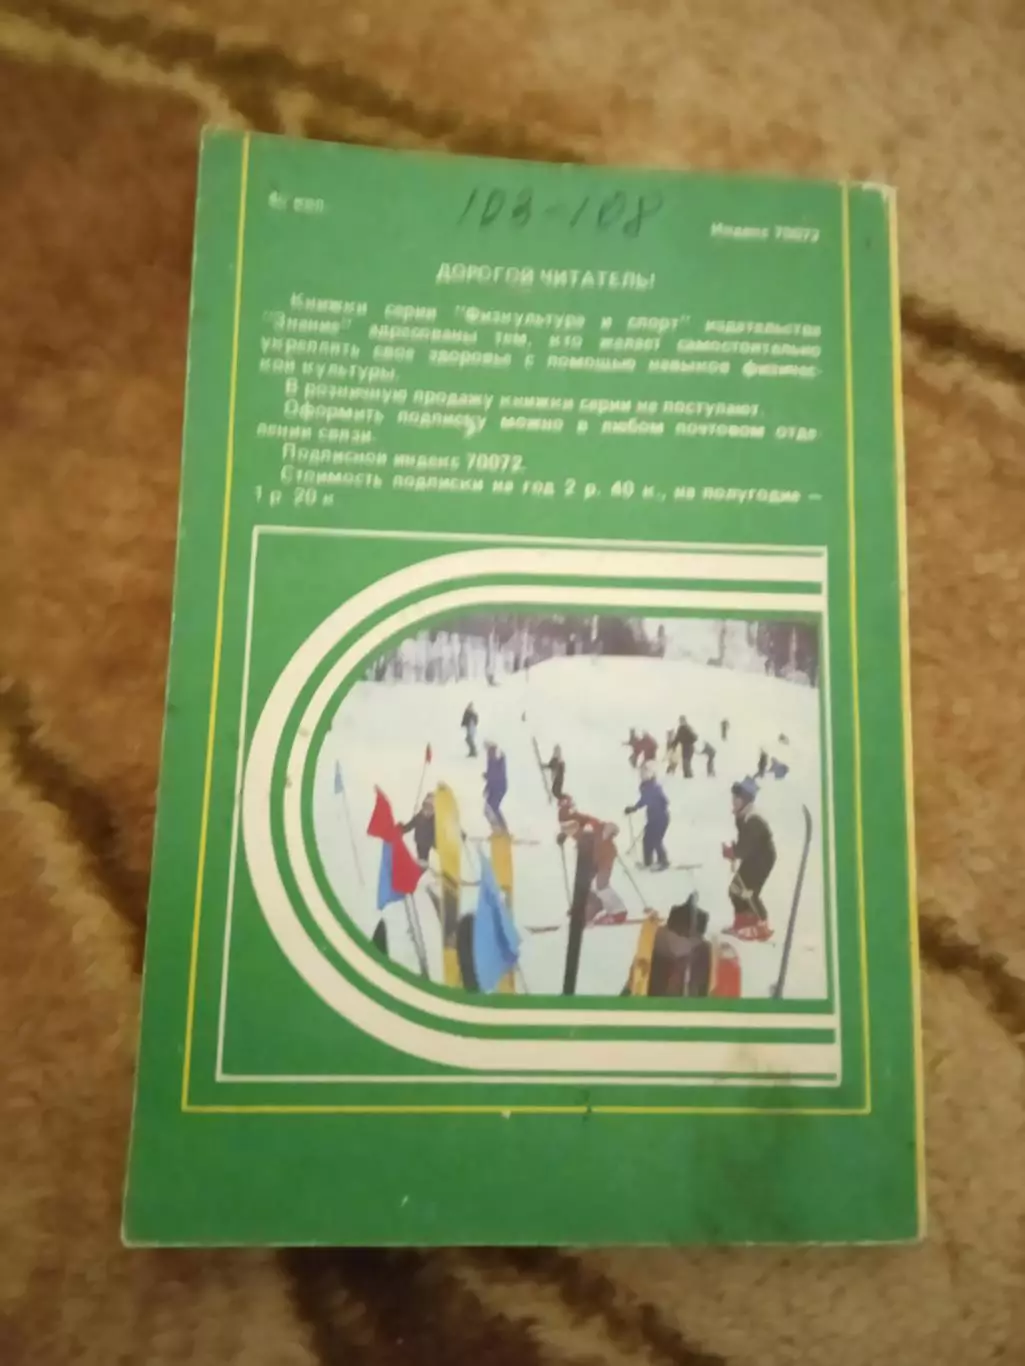 коп.
103-108
Индекс 70072
ДОРОГОЙ ЧИТАТЕЛЬ!
Книжки серии "Физкультура и спорт" издательства
"Знание" адресованы тем, кто желает самостоятельно
укреплять свое здоровье с помощью навыков физичес-
кой культуры.
В розничную продажу книжки серии не поступают.
Оформить подписку можно в любом почтовом отде-
лении связи.
Подписной индекс 70072.
Стоимость подписки на год 2 р. 40 к., на полугодие —
1 р. 20 к.